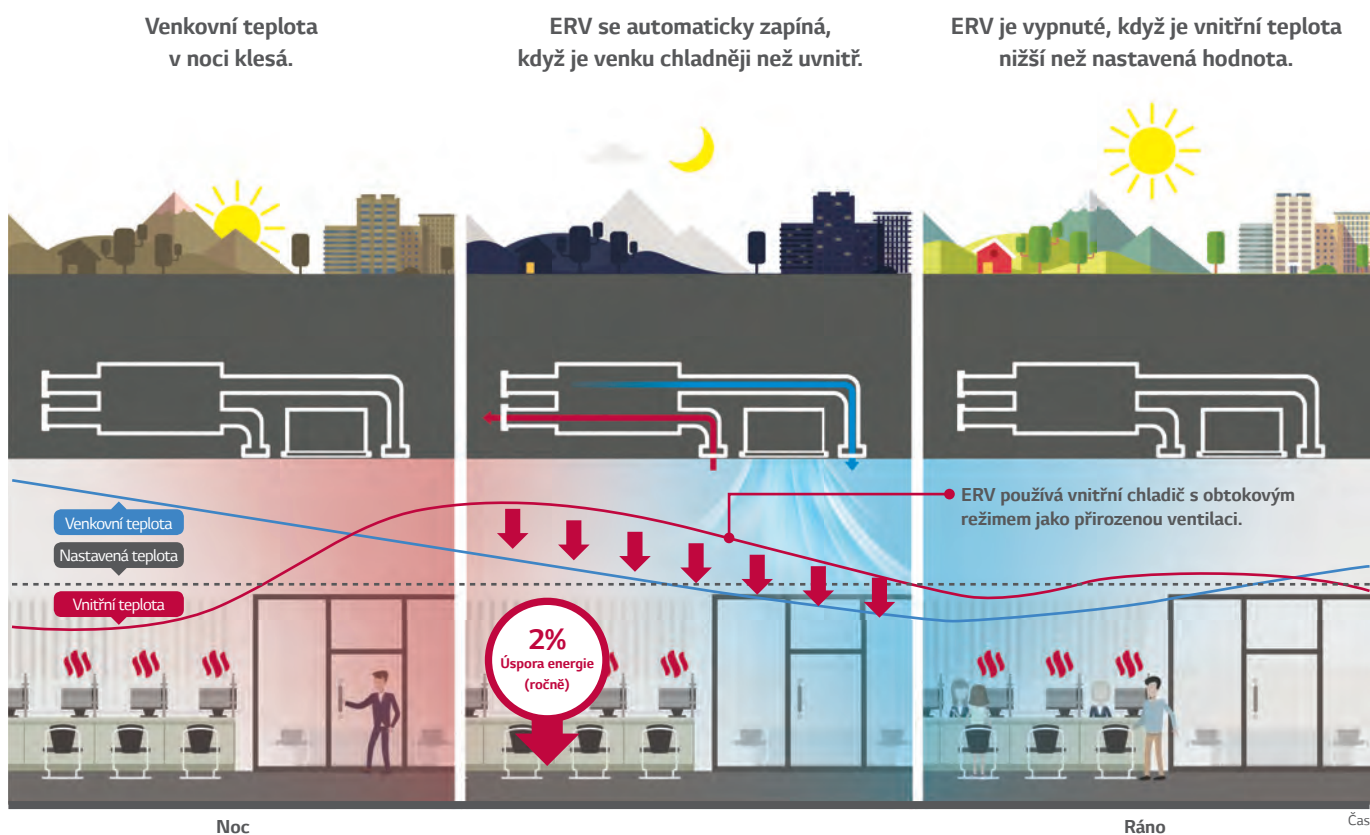 Venkovní teplota
v noci klesá.
ERV se automaticky zapíná,
když je venku chladněji než uvnitř.
ERV je vypnuté, když je vnitřní teplota
nižší než nastavená hodnota.
Venkovní teplota
Nastavená teplota
Vnitřní teplota
ERV používá vnitřní chladič s obtokovým
režimem jako přirozenou ventilaci.
2%
Úspora energie
(ročně)
Noc
Ráno
Čas